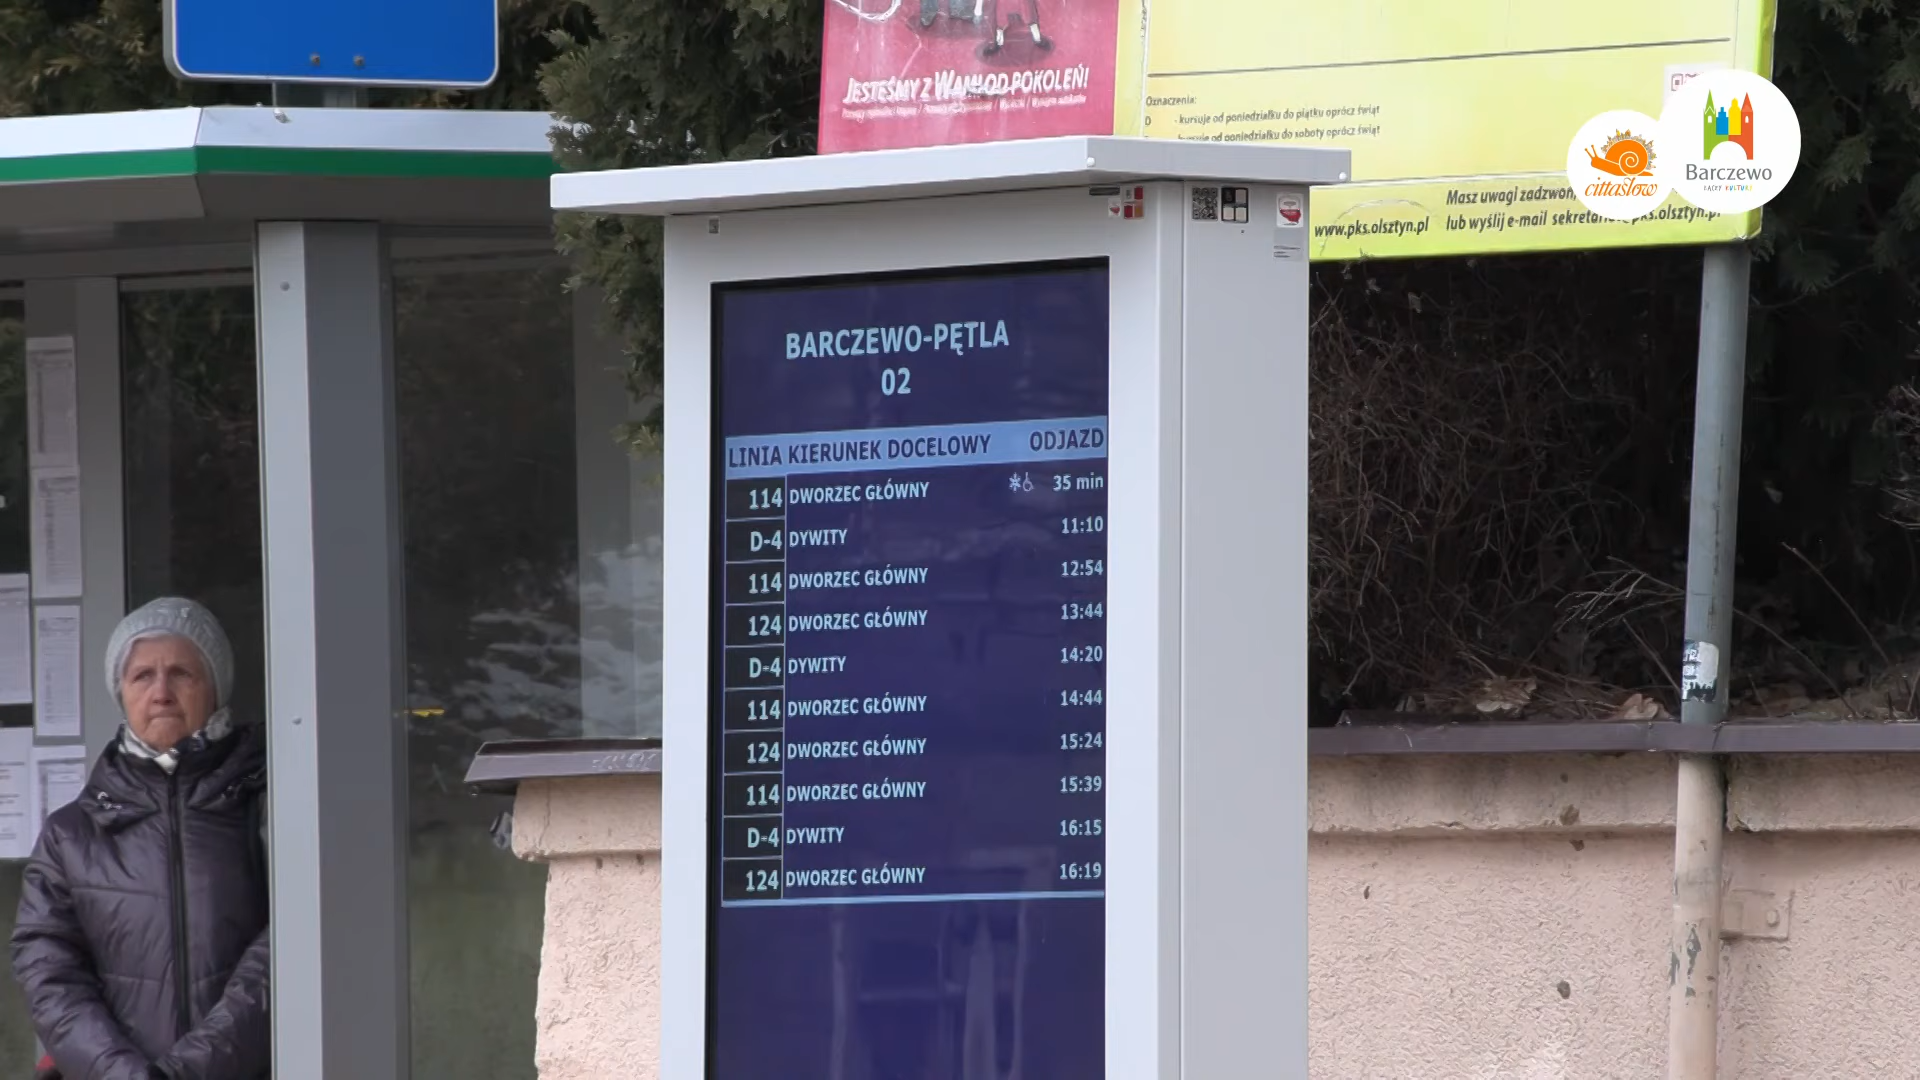 JESTEŚMY Z WAMI OD POKOLEŃ!
Oznaczenia:
D - kursuje od poniedziałku do piątku oprócz świąt
- kursuje od poniedziałku do soboty oprócz świąt
Masz uwagi zadzwoń,
www.pks.olsztyn.pl lub wyślij e-mail
cittaslow
Barczewo
ŁĄCZY KULTURY
BARCZEWO-PĘTLA
02
LINIA KIERUNEK DOCELOWY ODJAZD
114 DWORZEC GŁÓWNY 35 min
D-4 DYWITY 11:10
114 DWORZEC GŁÓWNY 12:54
124 DWORZEC GŁÓWNY 13:44
D-4 DYWITY 14:20
114 DWORZEC GŁÓWNY 14:44
124 DWORZEC GŁÓWNY 15:24
114 DWORZEC GŁÓWNY 15:39
D-4 DYWITY 16:15
124 DWORZEC GŁÓWNY 16:19